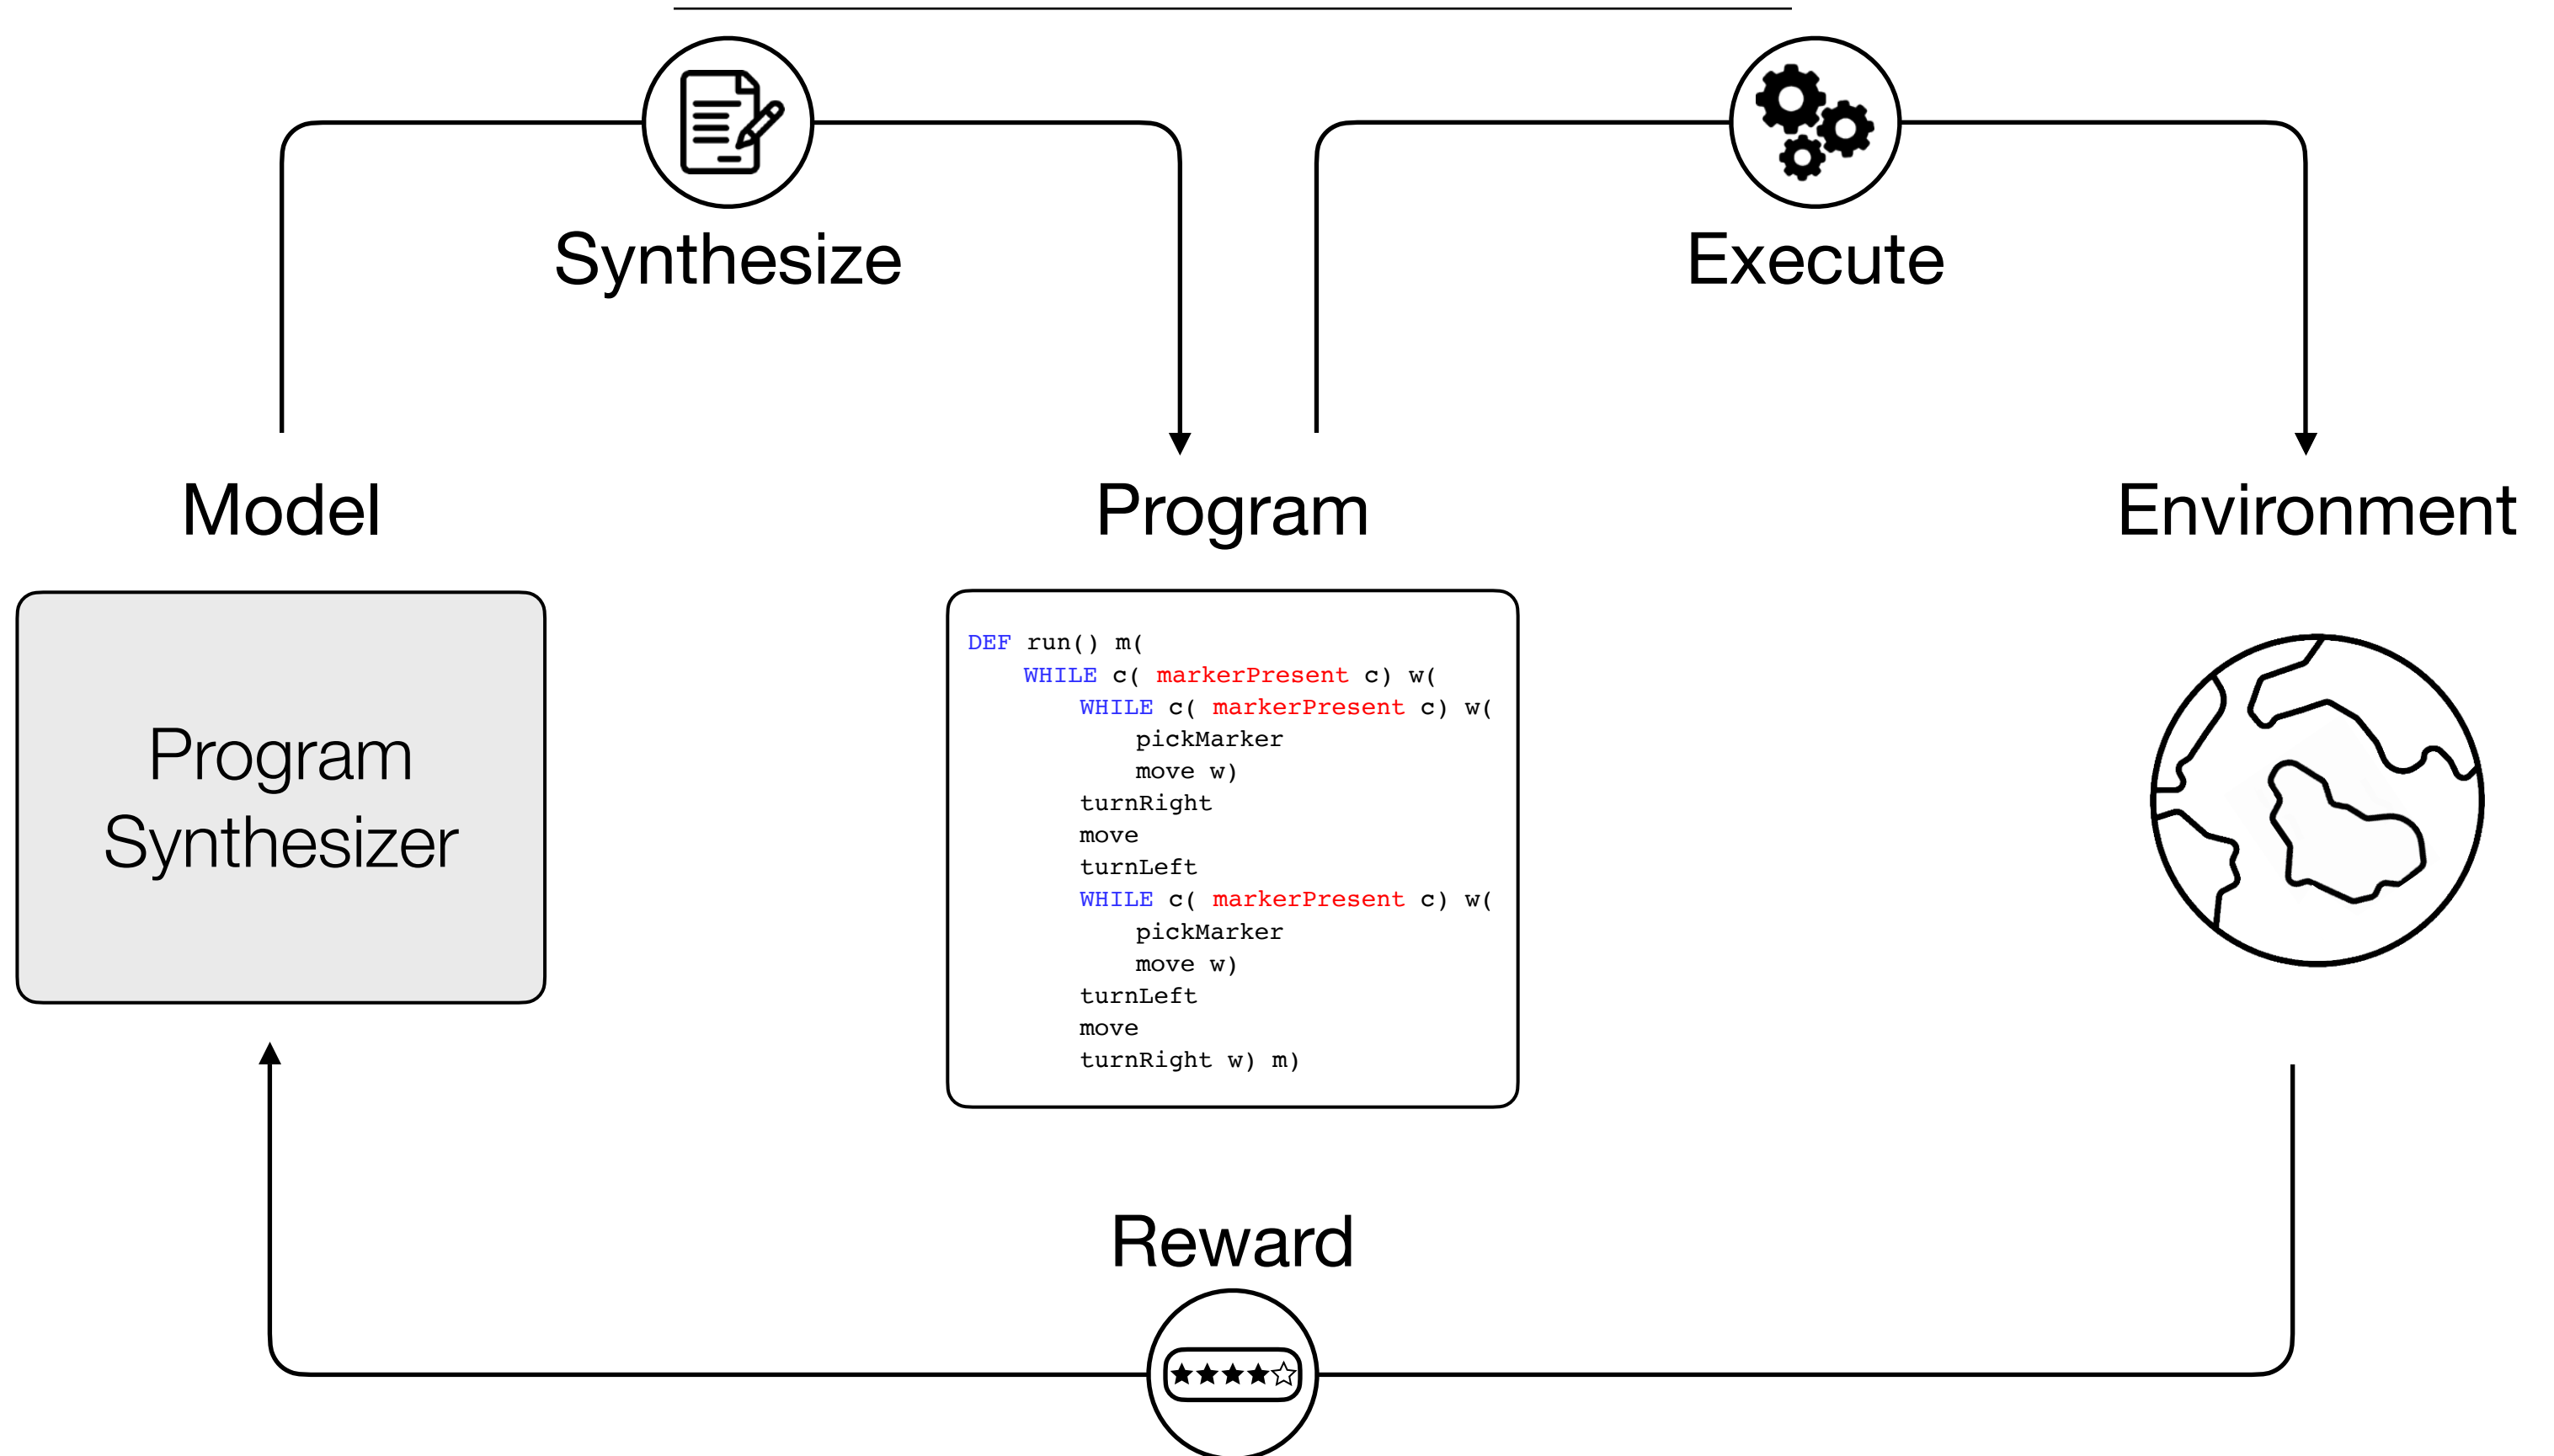 Synthesize
Execute
Model
Program
Environment
Program
Synthesizer
DEF run() m(
WHILE c( markerPresent c) w(
WHILE c( markerPresent c) w(
pickMarker
move w)
turnRight
move
turnLeft
WHILE c( markerPresent c) w(
pickMarker
move w)
turnLeft
move
turnRight w) m)
Reward